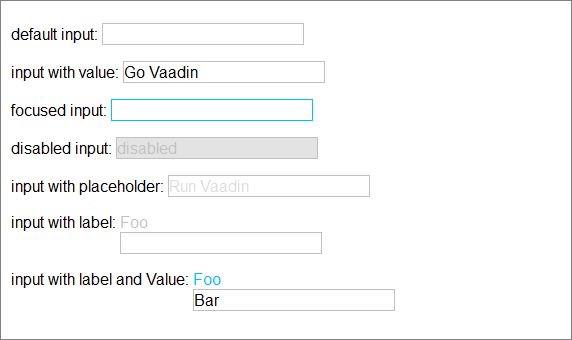 default input:
input with value: Go Vaadin
focused input:
disabled input: disabled
input with placeholder: Run Vaadin
input with label: Foo
input with label and Value: Foo
Bar